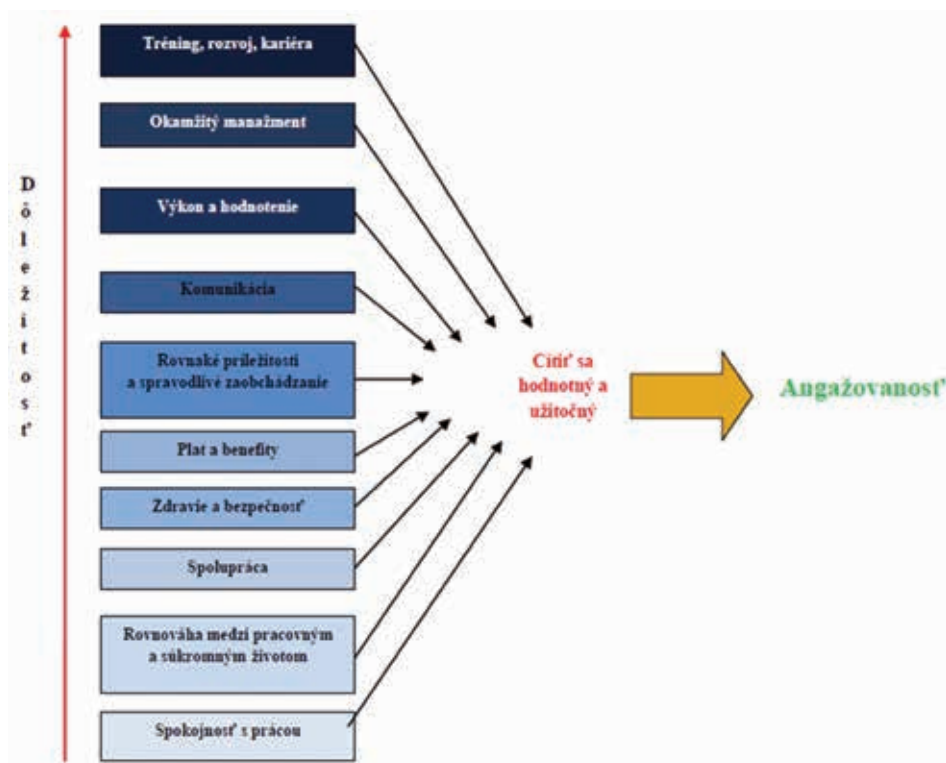 Dôležitosť
Tréning, rozvoj, kariéra
Okamžitý manažment
Výkon a hodnotenie
Komunikácia
Rovnaké príležitosti
a spravodlivé zaobchádzanie
Plat a benefity
Zdravie a bezpečnosť
Spolupráca
Rovnováha medzi pracovným
a súkromným životom
Spokojnosť s prácou
Cítiť sa
hodnotný a
užitočný
Angažovanosť